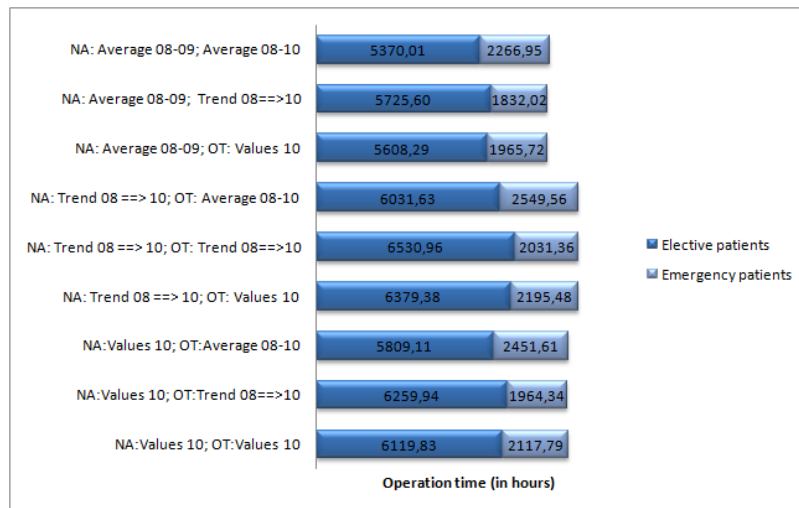 NA: Average 08-09; Average 08-10 5370,01 2266,95
NA: Average 08-09; Trend 08==>10 5725,60 1832,02
NA: Average 08-09; OT: Values 10 5608,29 1965,72
NA: Trend 08 ==> 10; OT: Average 08-10 6031,63 2549,56
NA: Trend 08 ==> 10; OT: Trend 08==>10 6530,96 2031,36
NA: Trend 08 ==> 10; OT: Values 10 6379,38 2195,48
NA:Values 10; OT:Average 08-10 5809,11 2451,61
NA:Values 10; OT:Trend 08==>10 6259,94 1964,34
NA:Values 10; OT:Values 10 6119,83 2117,79
Operation time (in hours)
Elective patients
Emergency patients